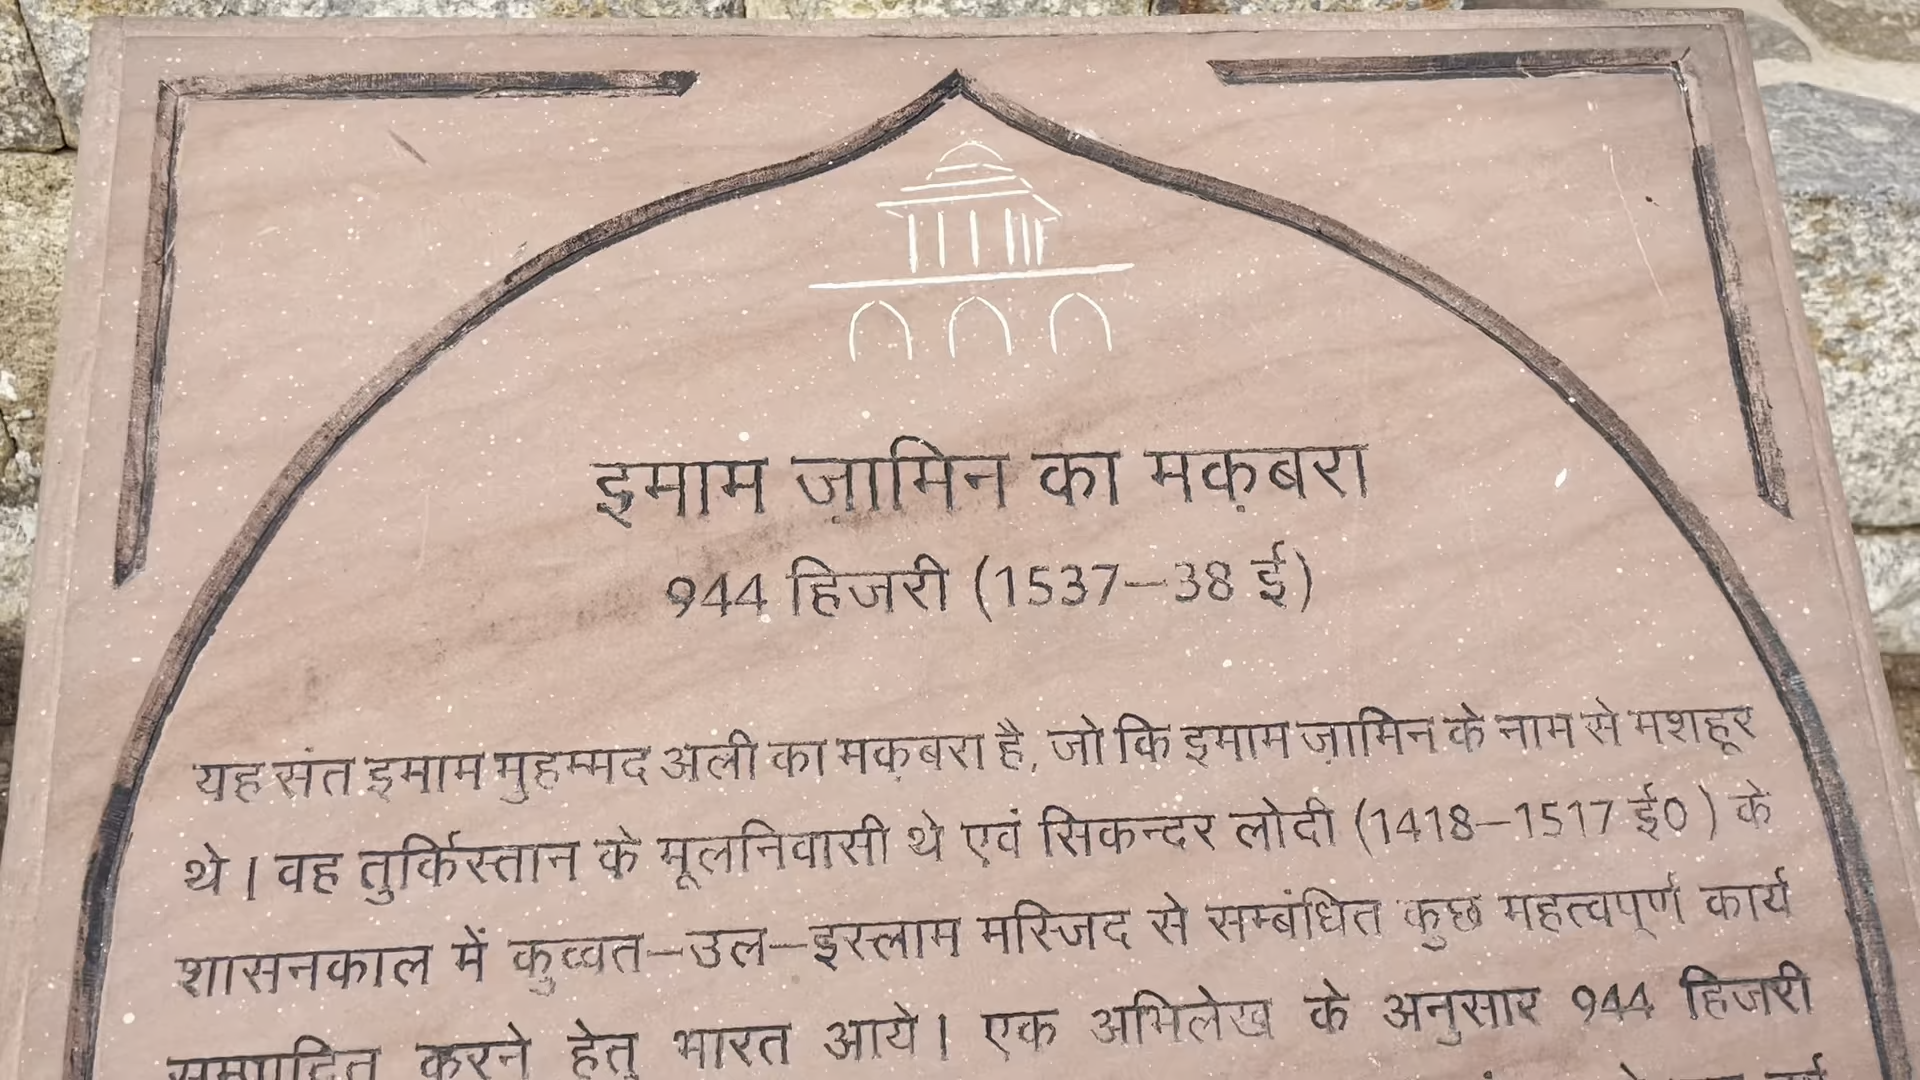 इमाम ज़ामिन का मक़बरा
944 हिजरी (1537–38 ई)
यह संत इमाम मुहम्मद अली का मक़बरा है, जो कि इमाम ज़ामिन के नाम से मशहूर
थे । वह तुर्किस्तान के मूलनिवासी थे एवं सिकन्दर लोदी (1418–1517 ई0) के
शासनकाल में कुव्वत–उल–इस्लाम मस्जिद से सम्बंधित कुछ महत्वपूर्ण कार्य
सम्पादित करने हेतु भारत आये । एक अभिलेख के अनुसार 944 हिजरी